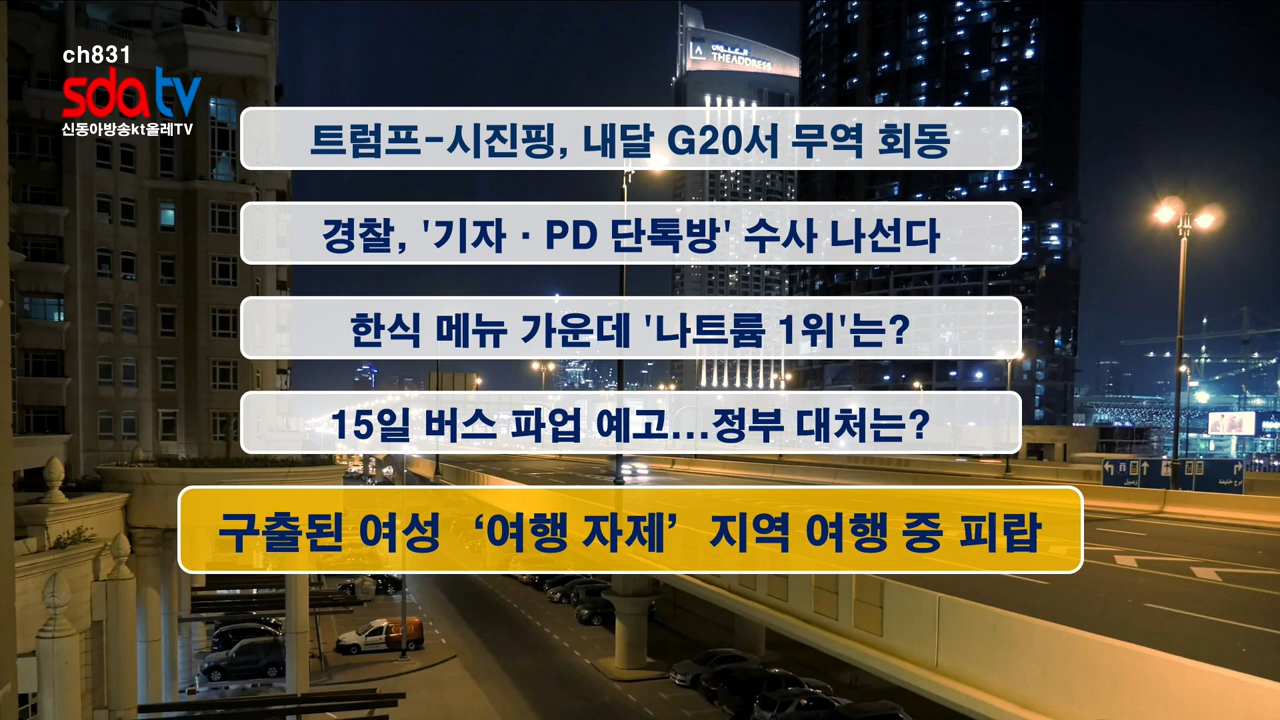 ch831
sda tv
신동아방송kt올레TV
العنوان
THE ADDRESS
트럼프-시진핑, 내달 G20서 무역 회동
경찰, '기자 · PD 단톡방' 수사 나선다
한식 메뉴 가운데 '나트륨 1위'는?
15일 버스 파업 예고...정부 대처는?
구출된 여성 ‘여행 자제’ 지역 여행 중 피랍